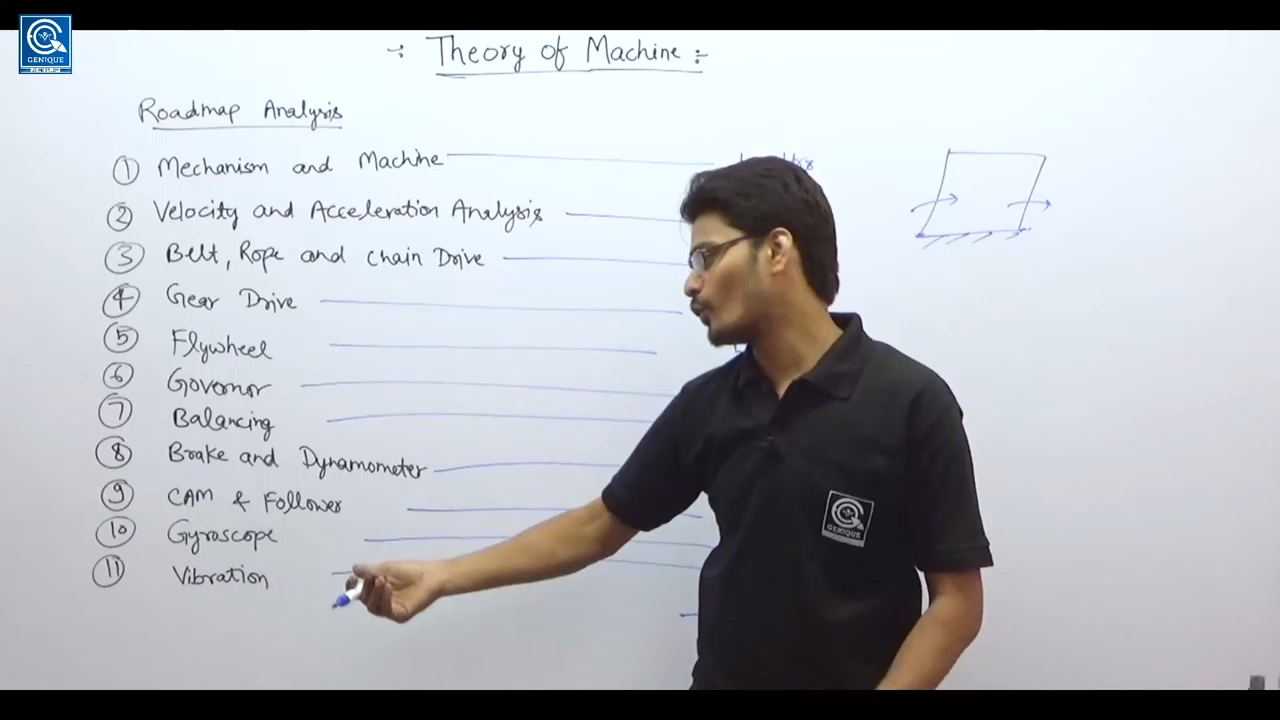 GENIQUE
-: Theory of Machine :-
Roadmap Analysis
① Mechanism and Machine
② Velocity and Acceleration Analysis
③ Belt, Rope and chain Drive
④ Gear Drive
⑤ Flywheel
⑥ Governor
⑦ Balancing
⑧ Brake and Dynamometer
⑨ CAM & Follower
⑩ Gyroscope
⑪ Vibration
GENIQUE